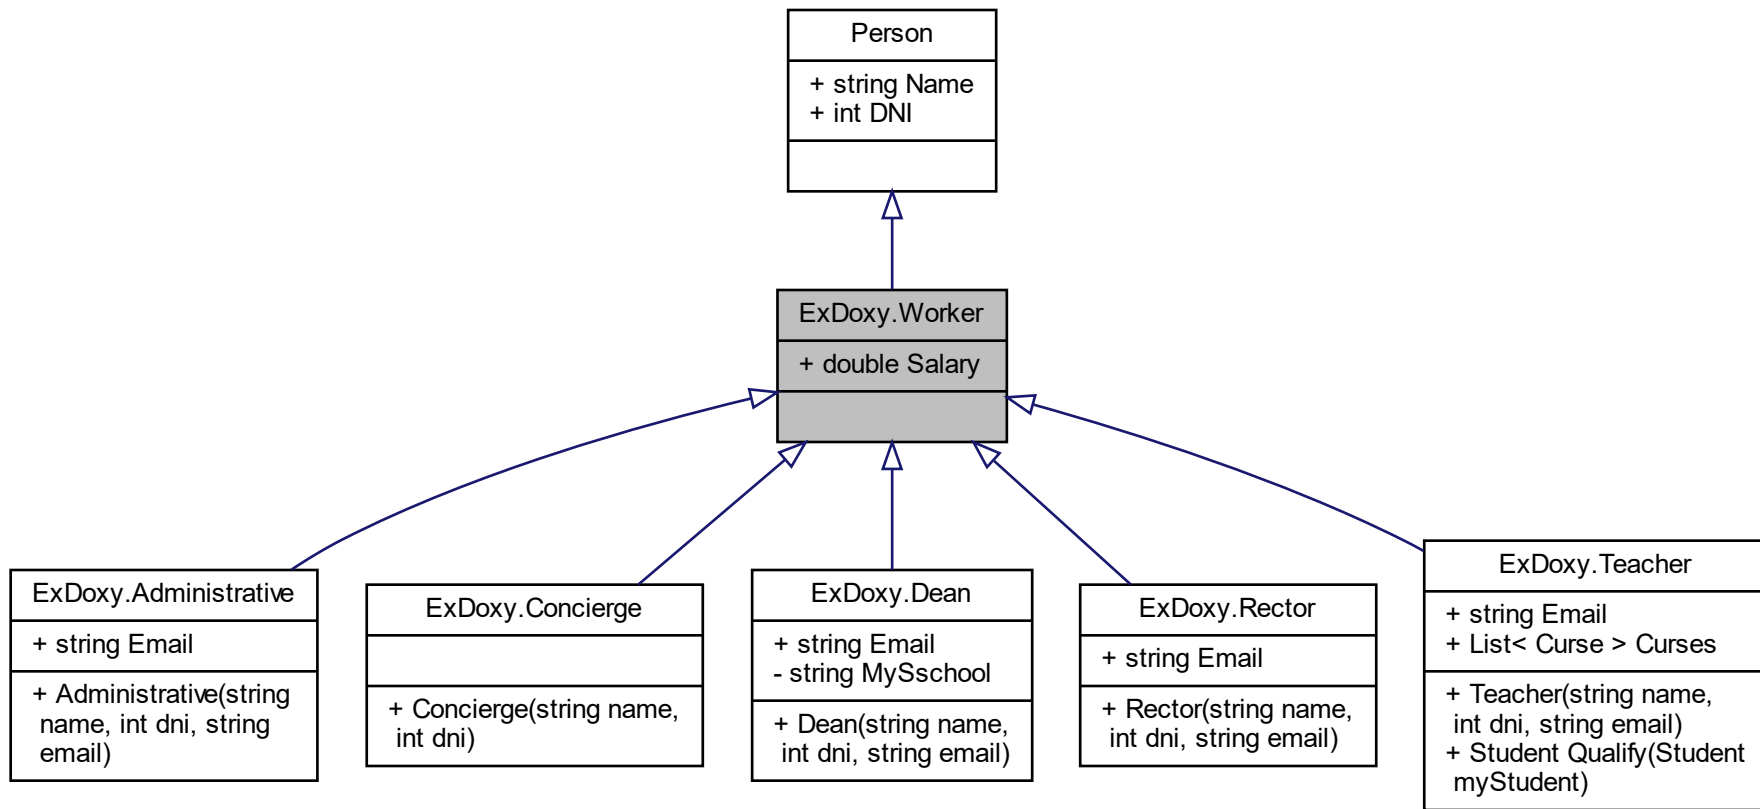 Person
+ string Name
+ int DNI
ExDoxy.Worker
+ double Salary
ExDoxy.Administrative
+ string Email
+ Administrative(string
name, int dni, string
email)
ExDoxy.Concierge
+ Concierge(string name,
int dni)
ExDoxy.Dean
+ string Email
- string MySschool
+ Dean(string name,
int dni, string email)
ExDoxy.Rector
+ string Email
+ Rector(string name,
int dni, string email)
ExDoxy.Teacher
+ string Email
+ List< Curse > Curses
+ Teacher(string name,
int dni, string email)
+ Student Qualify(Student
myStudent)